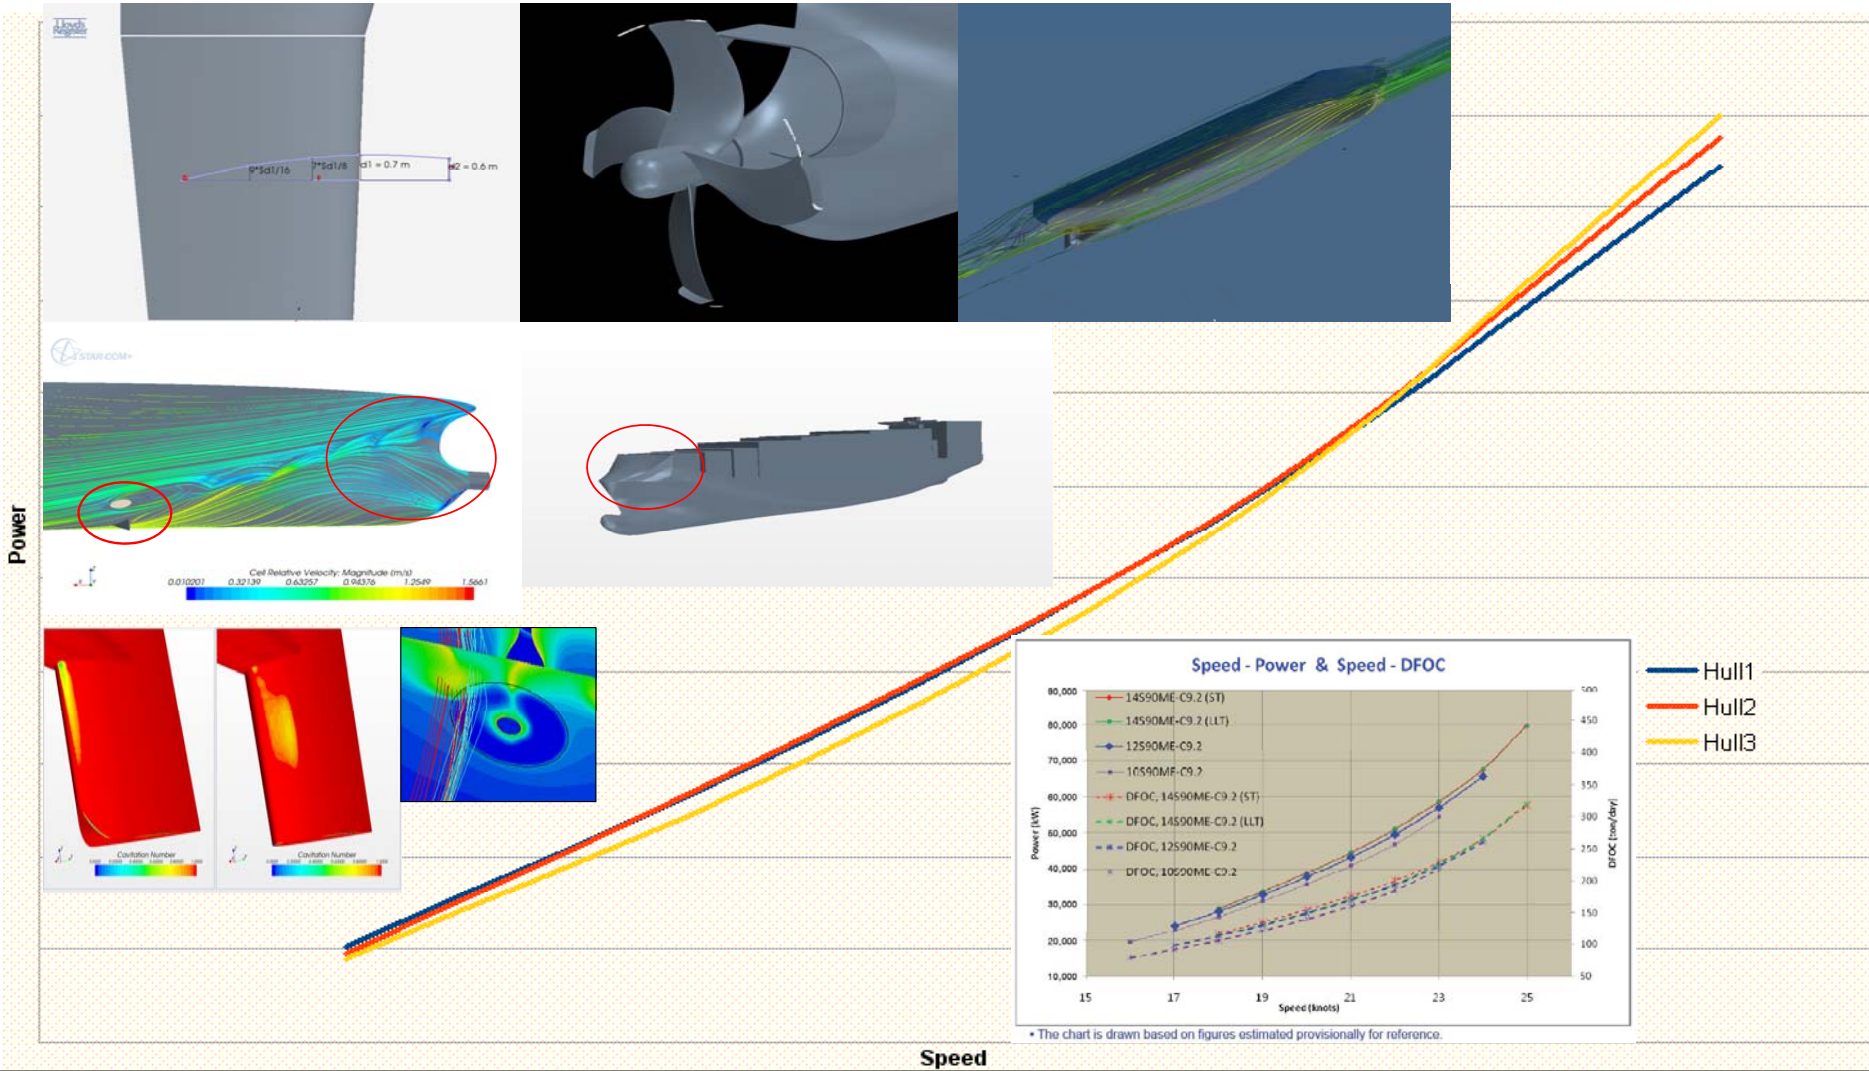 Lloyd's
Register
9*Sd1/16
7*Sd1/8
d1 = 0.7 m
d2 = 0.6 m
STAR-CCM+
Cell Relative Velocity: Magnitude (m/s)
0.010201 0.32139 0.63257 0.94376 1.2549 1.5661
Cavitation Number
Cavitation Number
Power
Speed - Power & Speed - DFOC
14S90ME-C9.2 (ST)
14S90ME-C9.2 (LLT)
12S90ME-C9.2
10S90ME-C9.2
DFOC, 14S90ME-C9.2 (ST)
DFOC, 14S90ME-C9.2 (LLT)
DFOC, 12S90ME-C9.2
DFOC, 10S90ME-C9.2
Power (kW)
90,000
80,000
70,000
60,000
50,000
40,000
30,000
20,000
10,000
500
450
400
350
300
250
200
150
100
50
DFOC (ton/day)
15 17 19 21 23 25
Speed (knots)
• The chart is drawn based on figures estimated provisionally for reference.
Hull1
Hull2
Hull3
Speed